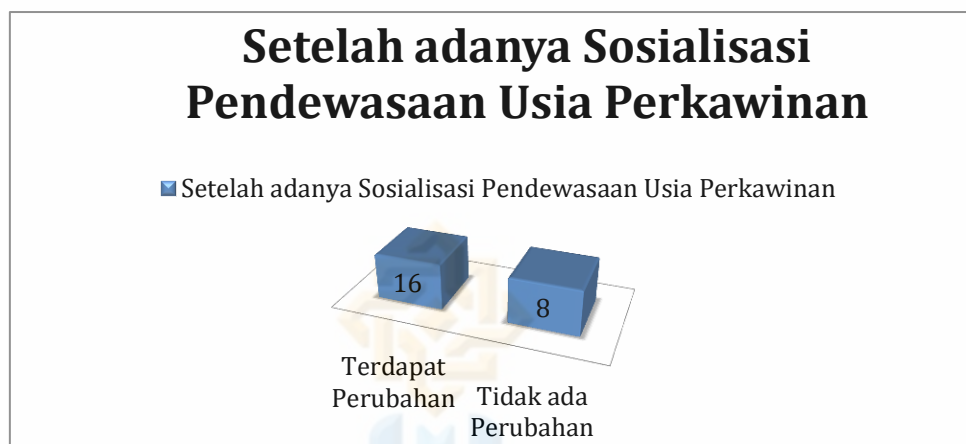 Setelah adanya Sosialisasi
Pendewasaan Usia Perkawinan
Setelah adanya Sosialisasi Pendewasaan Usia Perkawinan
16
8
Terdapat
Perubahan
Tidak ada
Perubahan